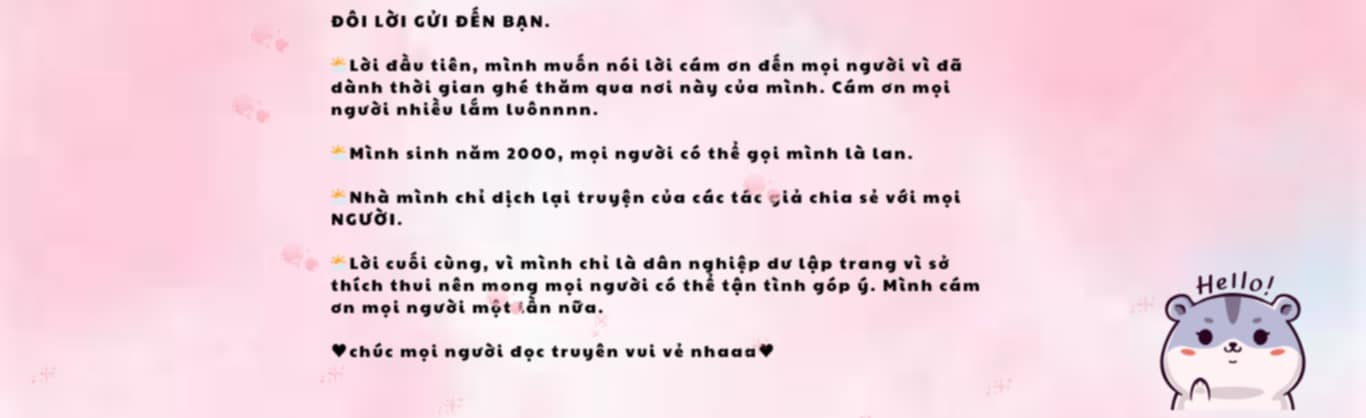 ĐÔI LỜI GỬI ĐẾN BẠN.
🌤Lời đầu tiên, mình muốn nói lời cám ơn đến mọi người vì đã
dành thời gian ghé thăm qua nơi này của mình. Cám ơn mọi
người nhiều lắm luônnnn.
🌤Mình sinh năm 2000, mọi người có thể gọi mình là lan.
🌤Nhà mình chỉ dịch lại truyện của các tác giả chia sẻ với mọi
NGƯỜI.
🌤Lời cuối cùng, vì mình chỉ là dân nghiệp dư lập trang vì sở
thích thui nên mong mọi người có thể tận tình góp ý. Mình cám
ơn mọi người một lần nữa.
♥chúc mọi người đọc truyên vui vẻ nhaaa♥
Hello!